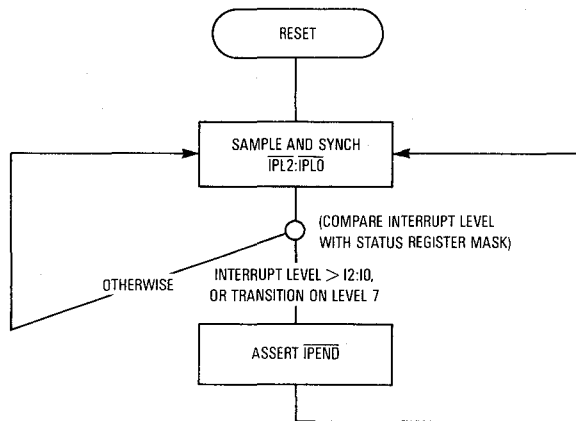 RESET
SAMPLE AND SYNCH
IPL2:IPL0
(COMPARE INTERRUPT LEVEL
WITH STATUS REGISTER MASK)
OTHERWISE
INTERRUPT LEVEL > I2:I0,
OR TRANSITION ON LEVEL 7
ASSERT IPEND